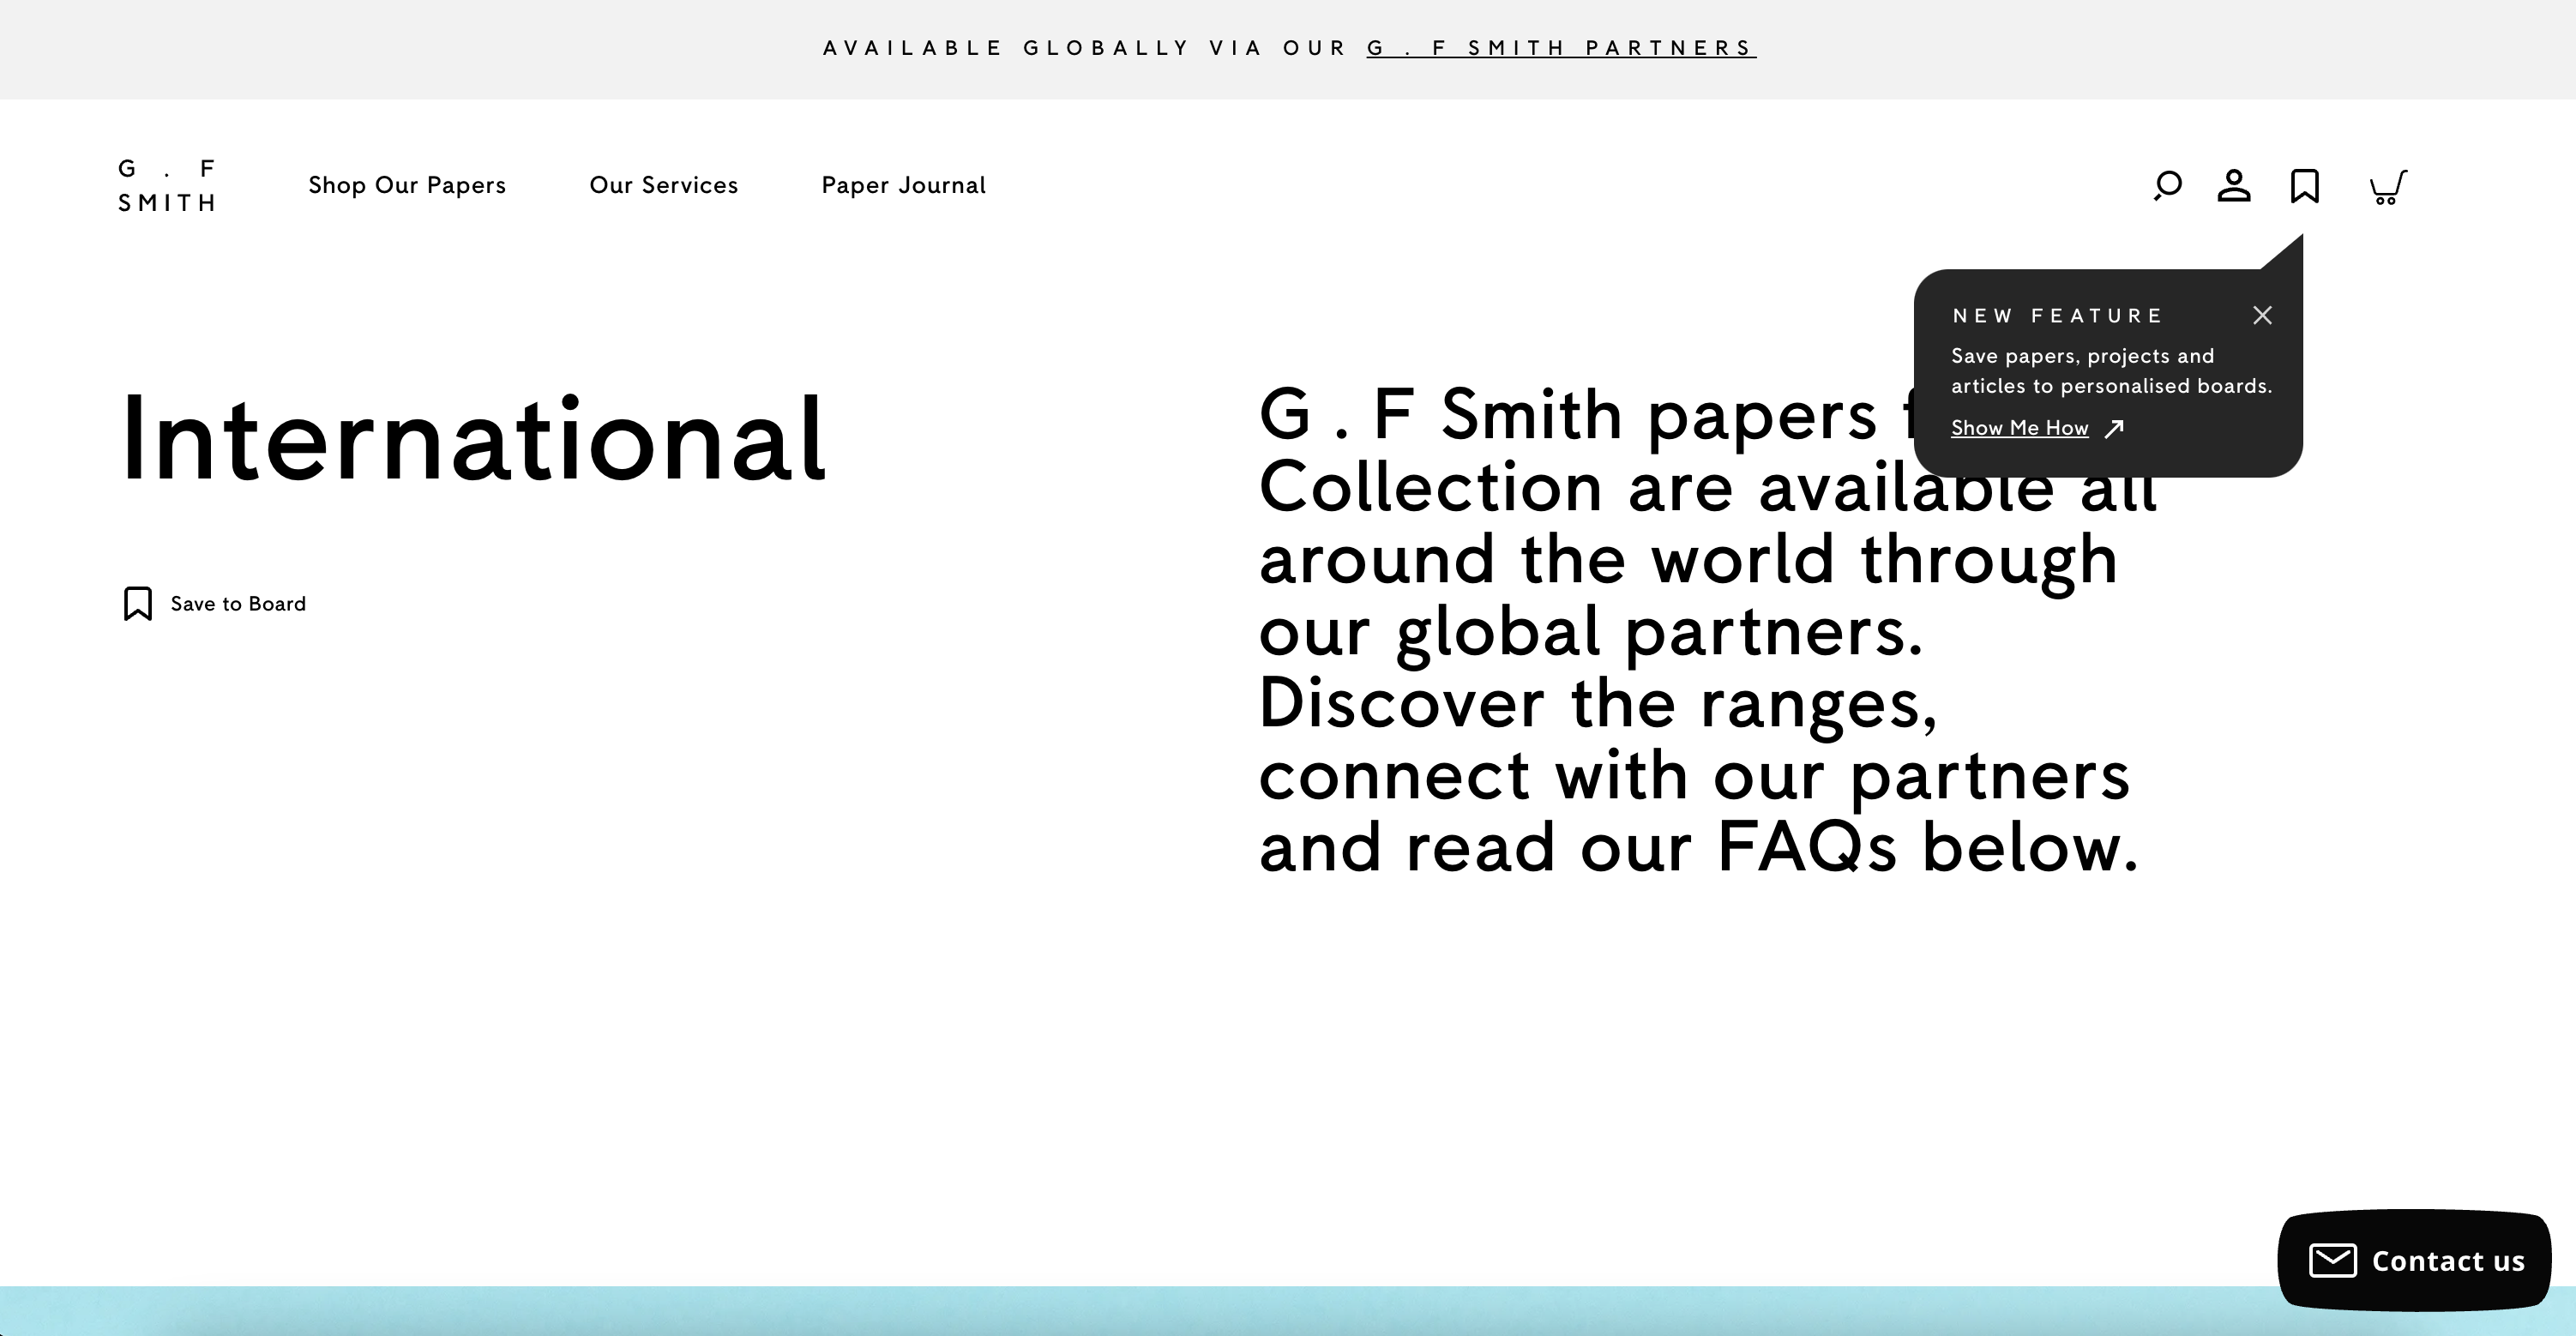 AVAILABLE GLOBALLY VIA OUR G . F SMITH PARTNERS
G . F
SMITH
Shop Our Papers
Our Services
Paper Journal
NEW FEATURE
Save papers, projects and
articles to personalised boards.
Show Me How
International
Save to Board
G . F Smith papers
Collection are available all
around the world through
our global partners.
Discover the ranges,
connect with our partners
and read our FAQs below.
Contact us